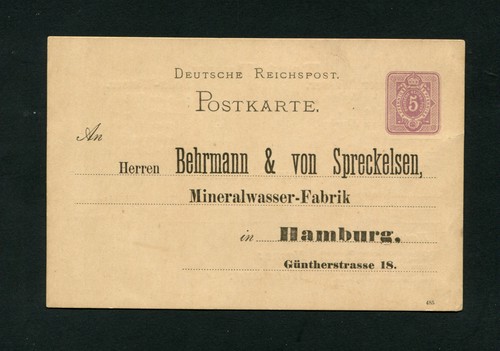 DEUTSCHE REICHSPOST.
POSTKARTE.
5
An
Herren Behrmann & von Spreckelsen,
Mineralwasser-Fabrik
in Hamburg.
Güntherstrasse 18.